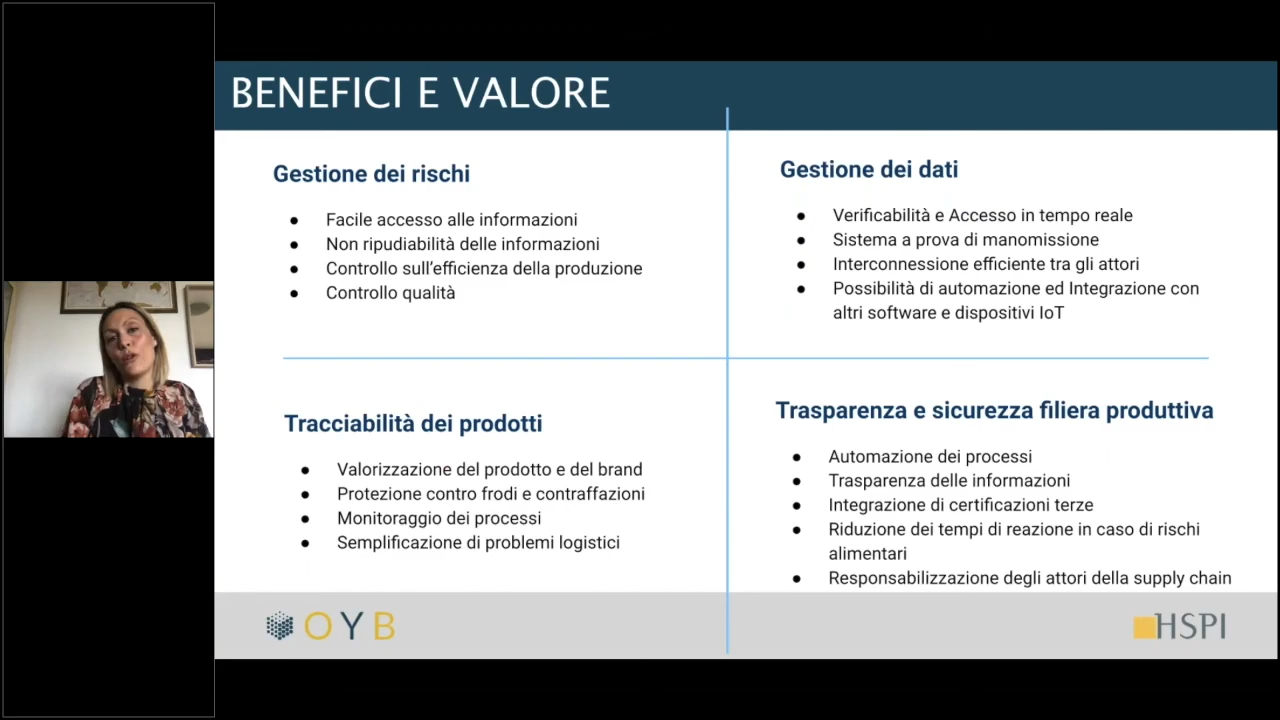 BENEFICI E VALORE
Gestione dei rischi
● Facile accesso alle informazioni
● Non ripudiabilità delle informazioni
● Controllo sull'efficienza della produzione
● Controllo qualità
Gestione dei dati
● Verificabilità e Accesso in tempo reale
● Sistema a prova di manomissione
● Interconnessione efficiente tra gli attori
● Possibilità di automazione ed Integrazione con
altri software e dispositivi IoT
Tracciabilità dei prodotti
● Valorizzazione del prodotto e del brand
● Protezione contro frodi e contraffazioni
● Monitoraggio dei processi
● Semplificazione di problemi logistici
Trasparenza e sicurezza filiera produttiva
● Automazione dei processi
● Trasparenza delle informazioni
● Integrazione di certificazioni terze
● Riduzione dei tempi di reazione in caso di rischi
alimentari
● Responsabilizzazione degli attori della supply chain
OYB
HSPI